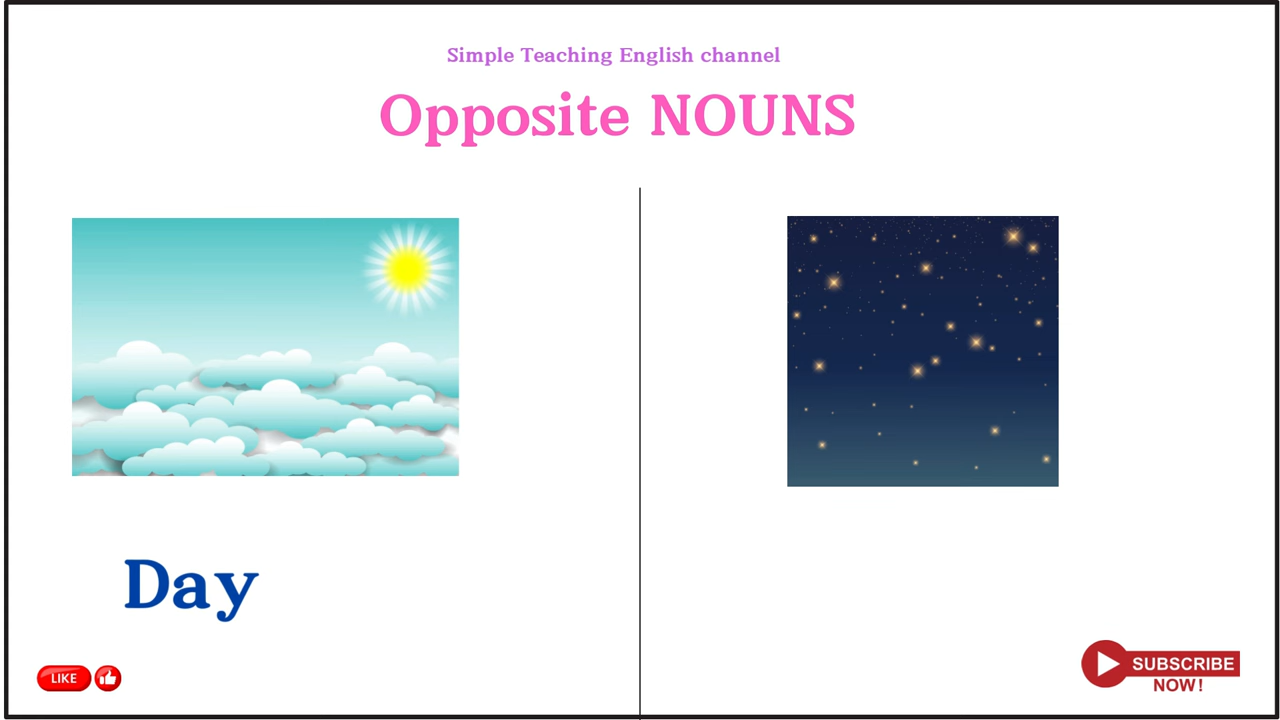 Simple Teaching English channel
Opposite NOUNS
Day
LIKE
SUBSCRIBE
NOW!